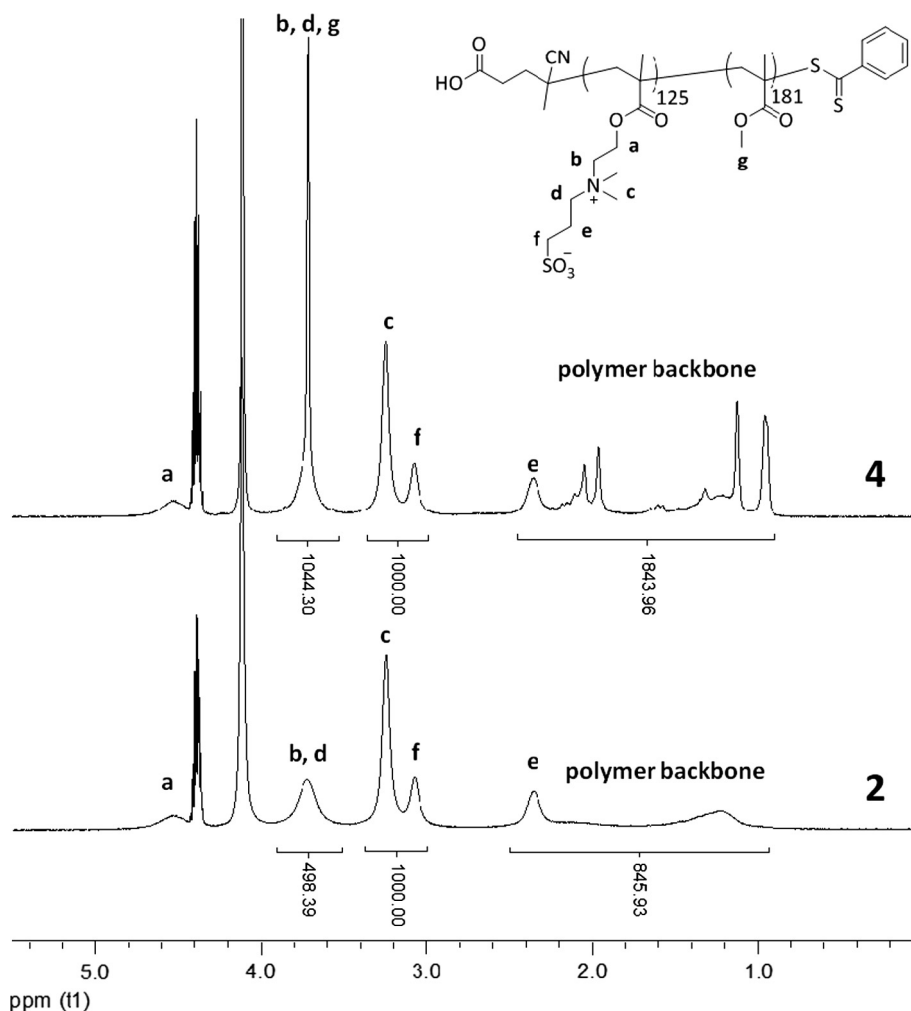 b, d, g
O
HO
CN
125
O
O
a
b
N
+
c
d
e
f
SO3
−
181
O
O
g
S
S
c
f
a
e
polymer backbone
4
1044.30
1000.00
1843.96
c
b, d
f
a
e
polymer backbone
2
498.39
1000.00
845.93
5.0 4.0 3.0 2.0 1.0
ppm (t1)